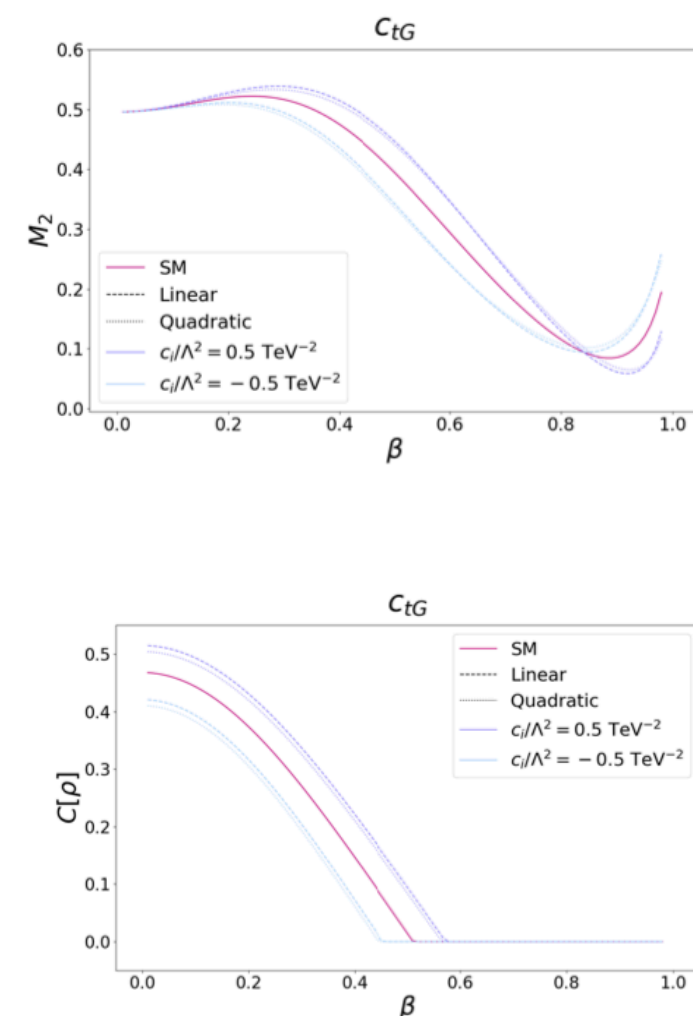 c_{tG}
0.6
0.5
0.4
0.3
0.2
0.1
0.0
M_2
SM
Linear
Quadratic
c_i/Λ^2 = 0.5 TeV^{-2}
c_i/Λ^2 = −0.5 TeV^{-2}
0.0 0.2 0.4 0.6 0.8 1.0
β
c_{tG}
0.5
0.4
0.3
0.2
0.1
0.0
C[ρ]
SM
Linear
Quadratic
c_i/Λ^2 = 0.5 TeV^{-2}
c_i/Λ^2 = −0.5 TeV^{-2}
0.0 0.2 0.4 0.6 0.8 1.0
β